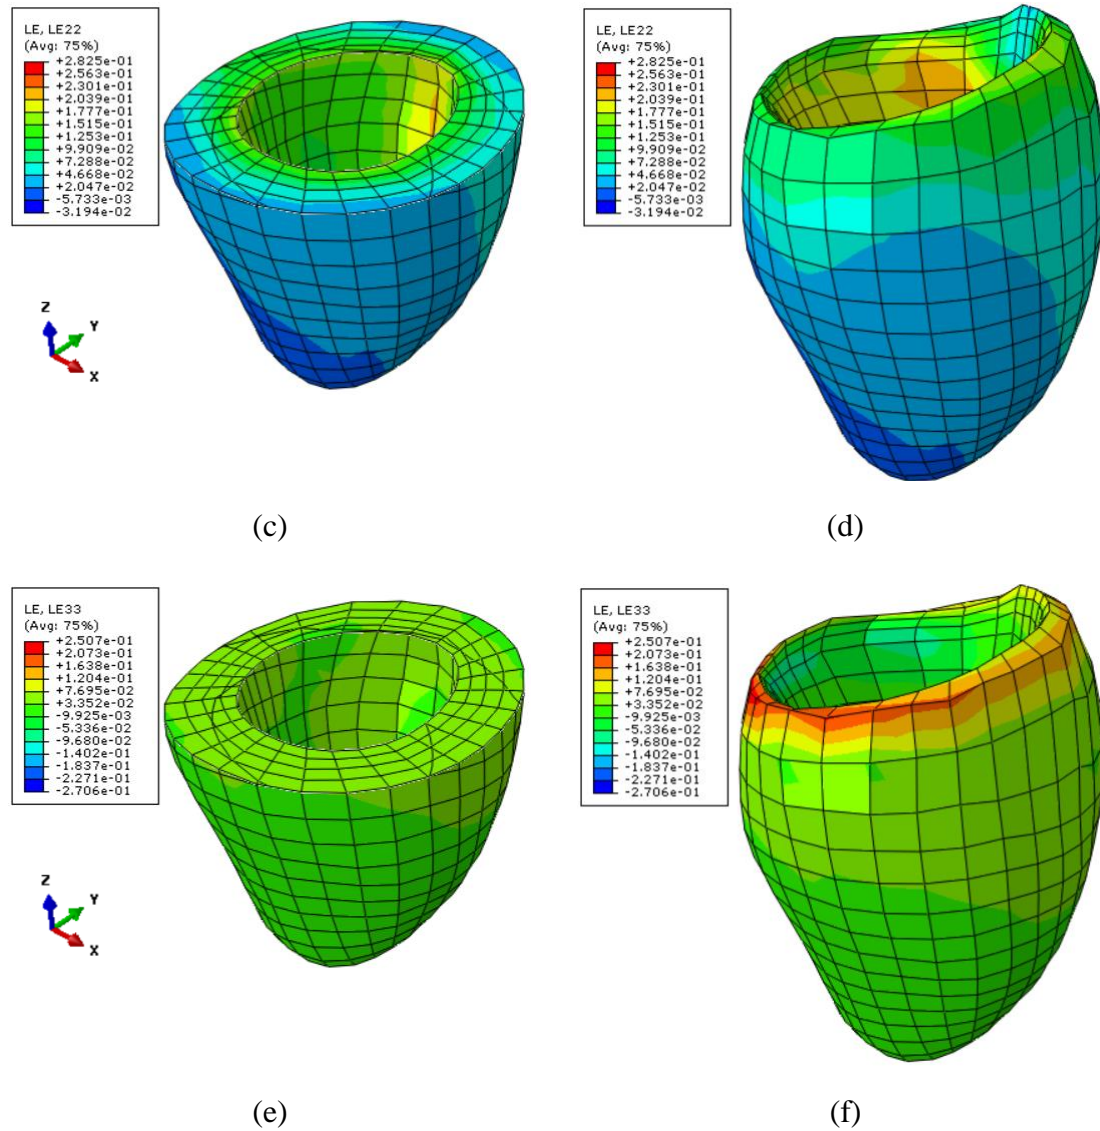 LE, LE22
(Avg: 75%)
+2.825e-01
+2.563e-01
+2.301e-01
+2.039e-01
+1.777e-01
+1.515e-01
+1.253e-01
+9.909e-02
+7.288e-02
+4.668e-02
+2.047e-02
-5.733e-03
-3.194e-02
Z
Y
X
(c)
LE, LE22
(Avg: 75%)
+2.825e-01
+2.563e-01
+2.301e-01
+2.039e-01
+1.777e-01
+1.515e-01
+1.253e-01
+9.909e-02
+7.288e-02
+4.668e-02
+2.047e-02
-5.733e-03
-3.194e-02
(d)
LE, LE33
(Avg: 75%)
+2.507e-01
+2.073e-01
+1.638e-01
+1.204e-01
+7.695e-02
+3.352e-02
-9.925e-03
-5.336e-02
-9.680e-02
-1.402e-01
-1.837e-01
-2.271e-01
-2.706e-01
Z
Y
X
(e)
LE, LE33
(Avg: 75%)
+2.507e-01
+2.073e-01
+1.638e-01
+1.204e-01
+7.695e-02
+3.352e-02
-9.925e-03
-5.336e-02
-9.680e-02
-1.402e-01
-1.837e-01
-2.271e-01
-2.706e-01
(f)